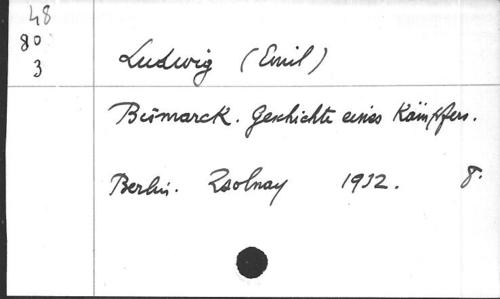 48
80
3
Ludwig (Emil)
Bismarck. Geschichte eines Kämpfers.
Berlin. Zsolnay 1932. 8.